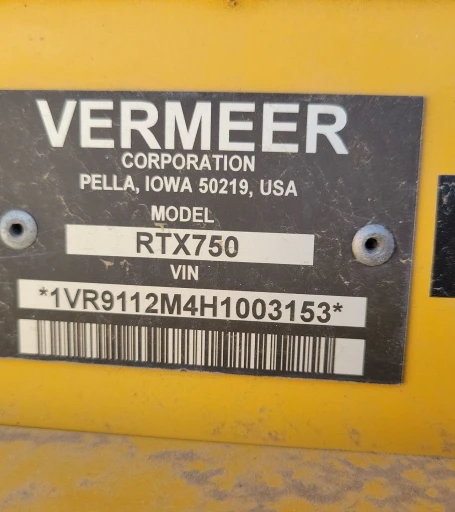 VERMEER
CORPORATION
PELLA, IOWA 50219, USA
MODEL
RTX750
VIN
*1VR9112M4H1003153*